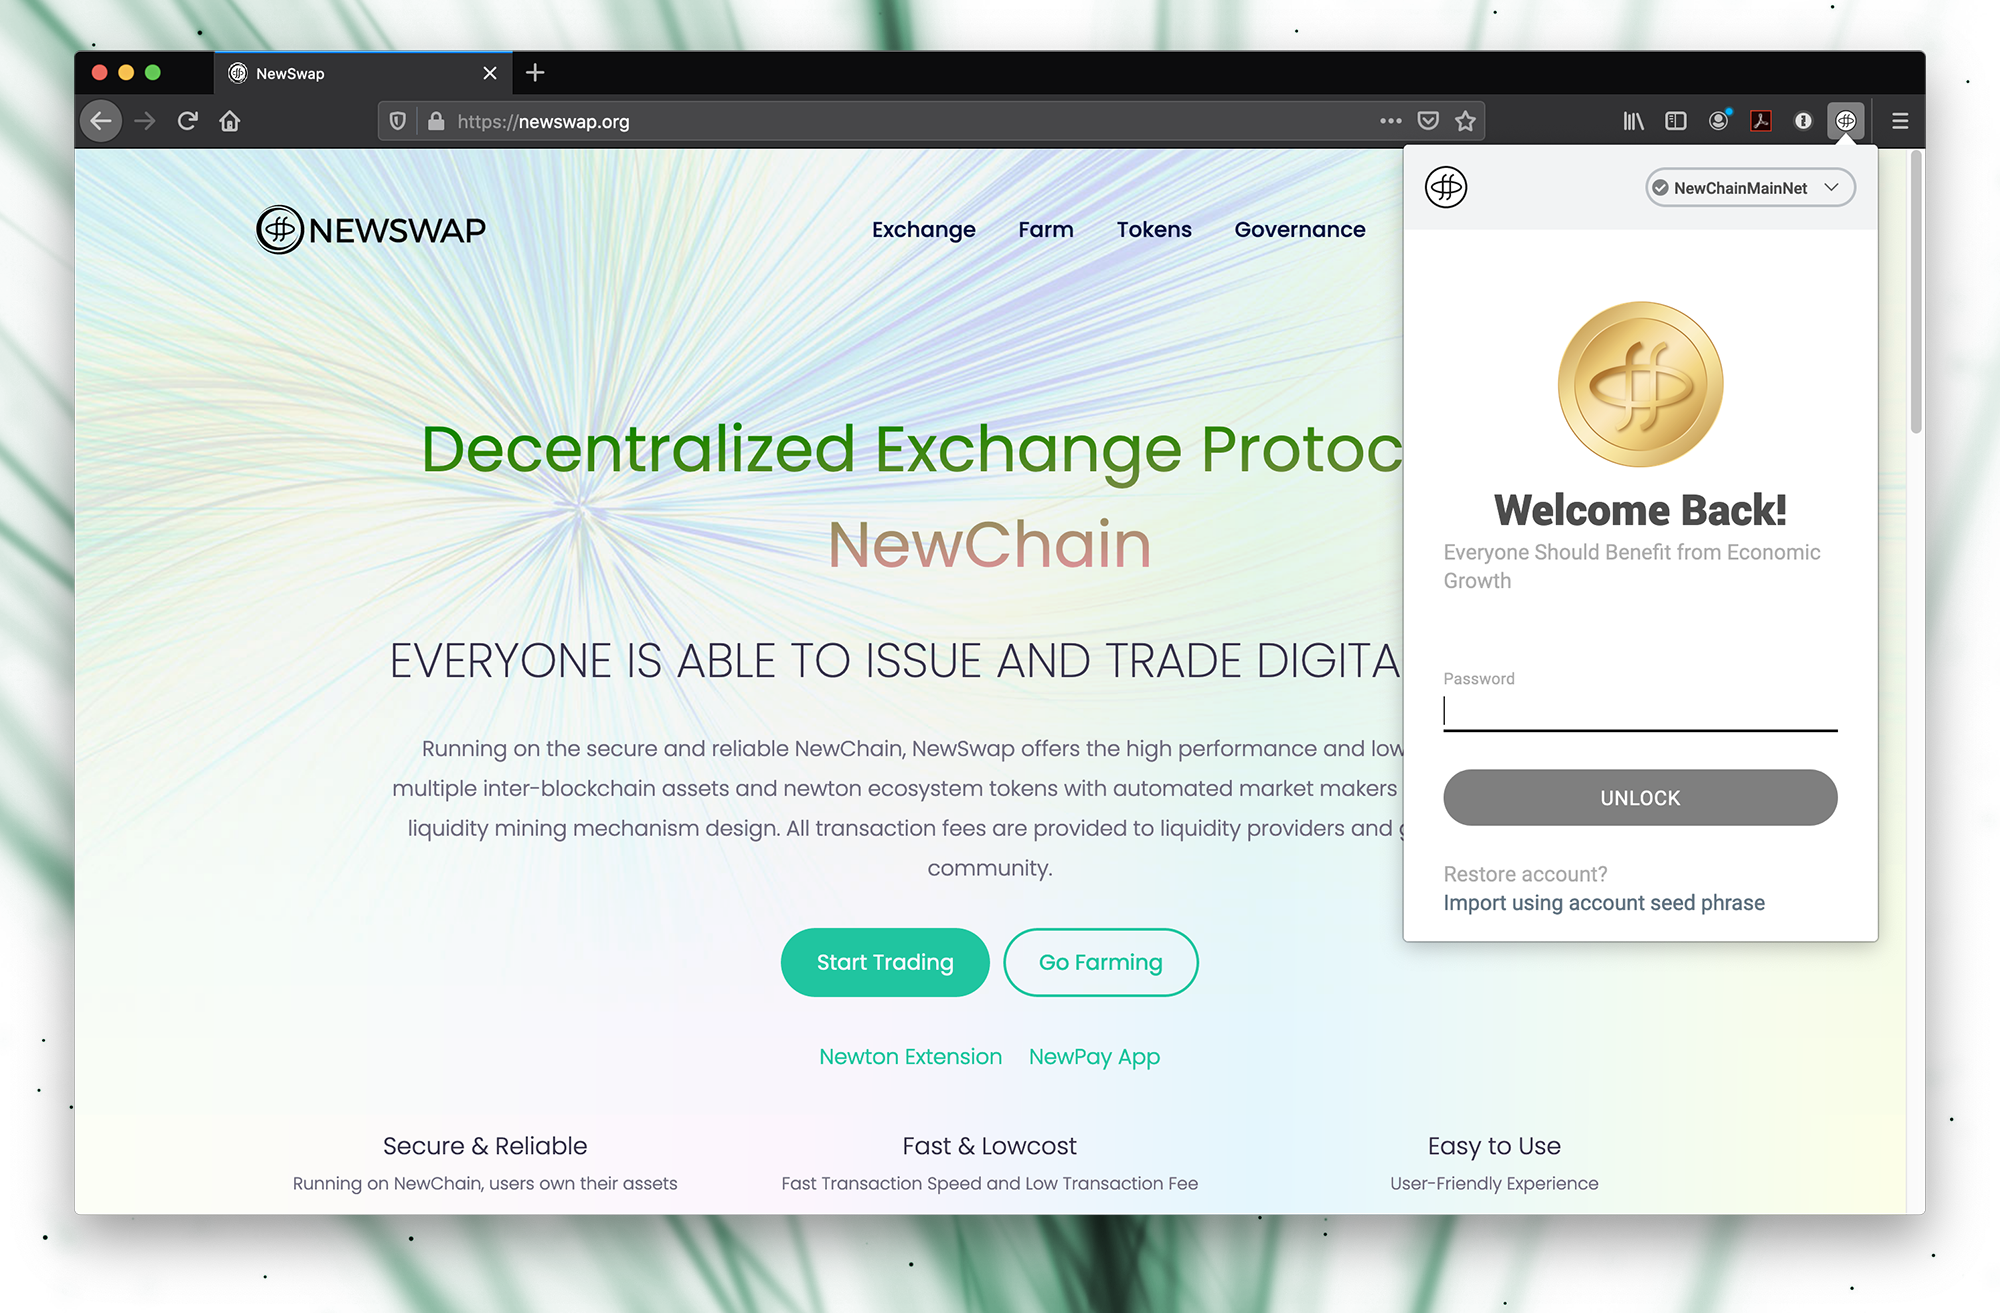 NewSwap
https://newswap.org
NEWSWAP
Exchange
Farm
Tokens
Governance
Decentralized Exchange Protoc
NewChain
EVERYONE IS ABLE TO ISSUE AND TRADE DIGITA
Running on the secure and reliable NewChain, NewSwap offers the high performance and low
multiple inter-blockchain assets and newton ecosystem tokens with automated market makers
liquidity mining mechanism design. All transaction fees are provided to liquidity providers and
community.
Start Trading
Go Farming
Newton Extension
NewPay App
Secure & Reliable
Running on NewChain, users own their assets
Fast & Lowcost
Fast Transaction Speed and Low Transaction Fee
Easy to Use
User-Friendly Experience
NewChainMainNet
Welcome Back!
Everyone Should Benefit from Economic
Growth
Password
UNLOCK
Restore account?
Import using account seed phrase